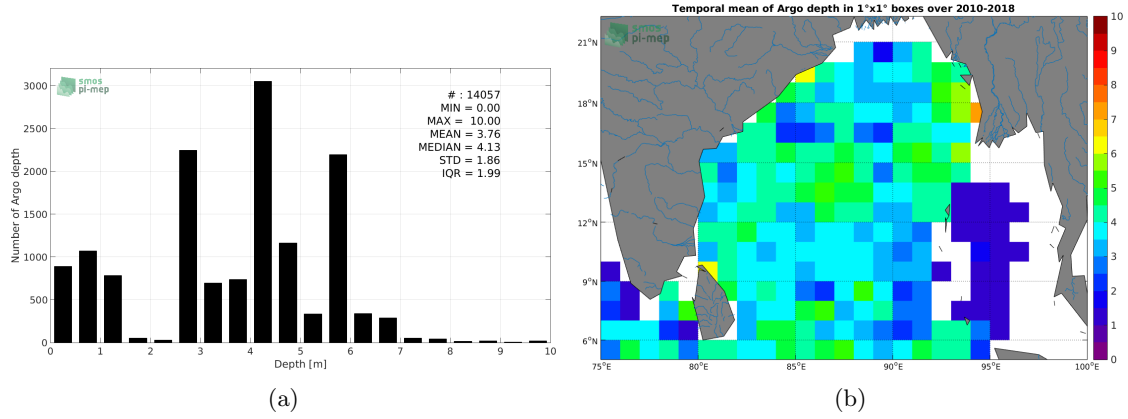 smos
pi-mep
# : 14057
MIN = 0.00
MAX = 10.00
MEAN = 3.76
MEDIAN = 4.13
STD = 1.86
IQR = 1.99
Number of Argo depth
3000
2500
2000
1500
1000
500
0
0 1 2 3 4 5 6 7 8 9 10
Depth [m]
(a)
Temporal mean of Argo depth in 1°x1° boxes over 2010-2018
smos
pi-mep
21°N
18°N
15°N
12°N
9°N
6°N
75°E 80°E 85°E 90°E 95°E 100°E
10
9
8
7
6
5
4
3
2
1
0
(b)